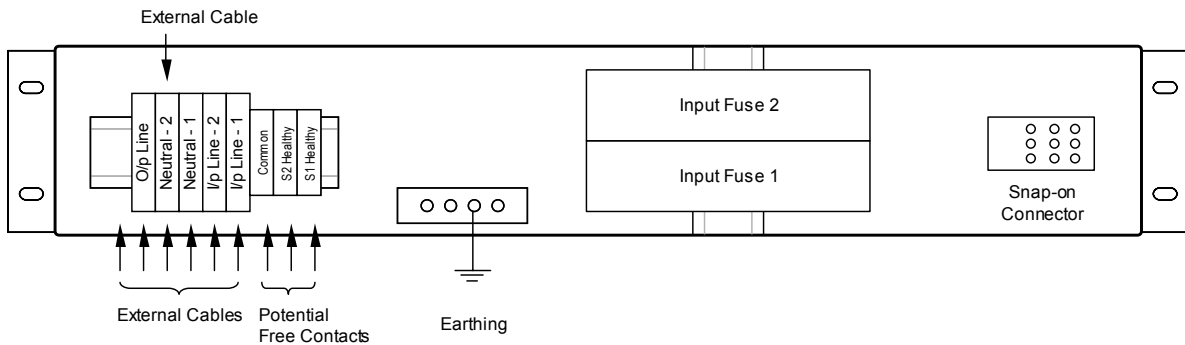 External Cable
O/p Line
Neutral - 2
Neutral - 1
I/p Line - 2
I/p Line - 1
Common
S2 Healthy
S1 Healthy
Input Fuse 2
Input Fuse 1
Snap-on
Connector
External Cables
Potential
Free Contacts
Earthing